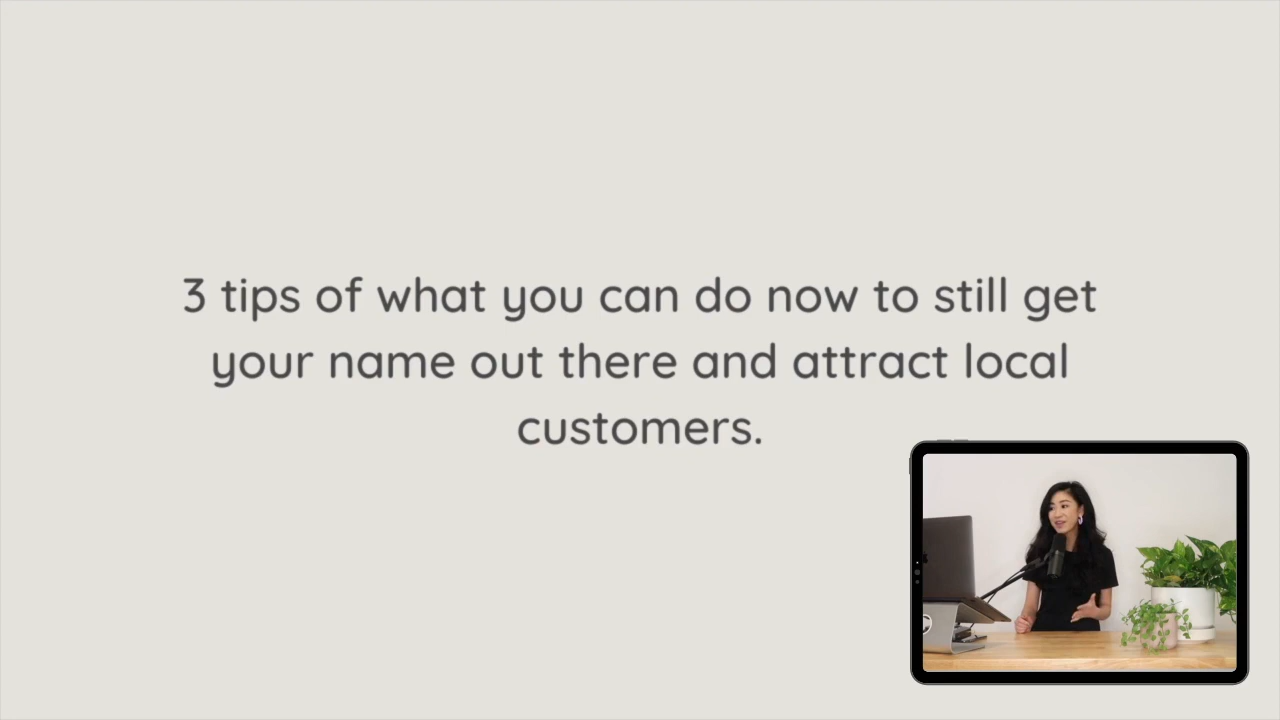 3 tips of what you can do now to still get
your name out there and attract local
customers.